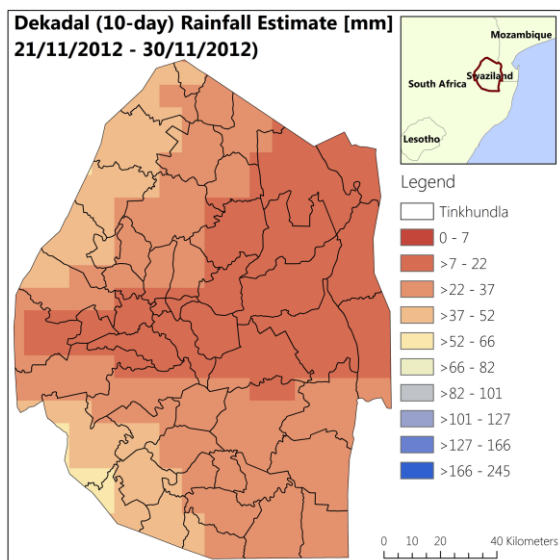 Dekadal (10-day) Rainfall Estimate [mm]
21/11/2012 - 30/11/2012)
Mozambique
Swaziland
South Africa
Lesotho
Legend
Tinkhundla
0 - 7
>7 - 22
>22 - 37
>37 - 52
>52 - 66
>66 - 82
>82 - 101
>101 - 127
>127 - 166
>166 - 245
0 10 20 40 Kilometers